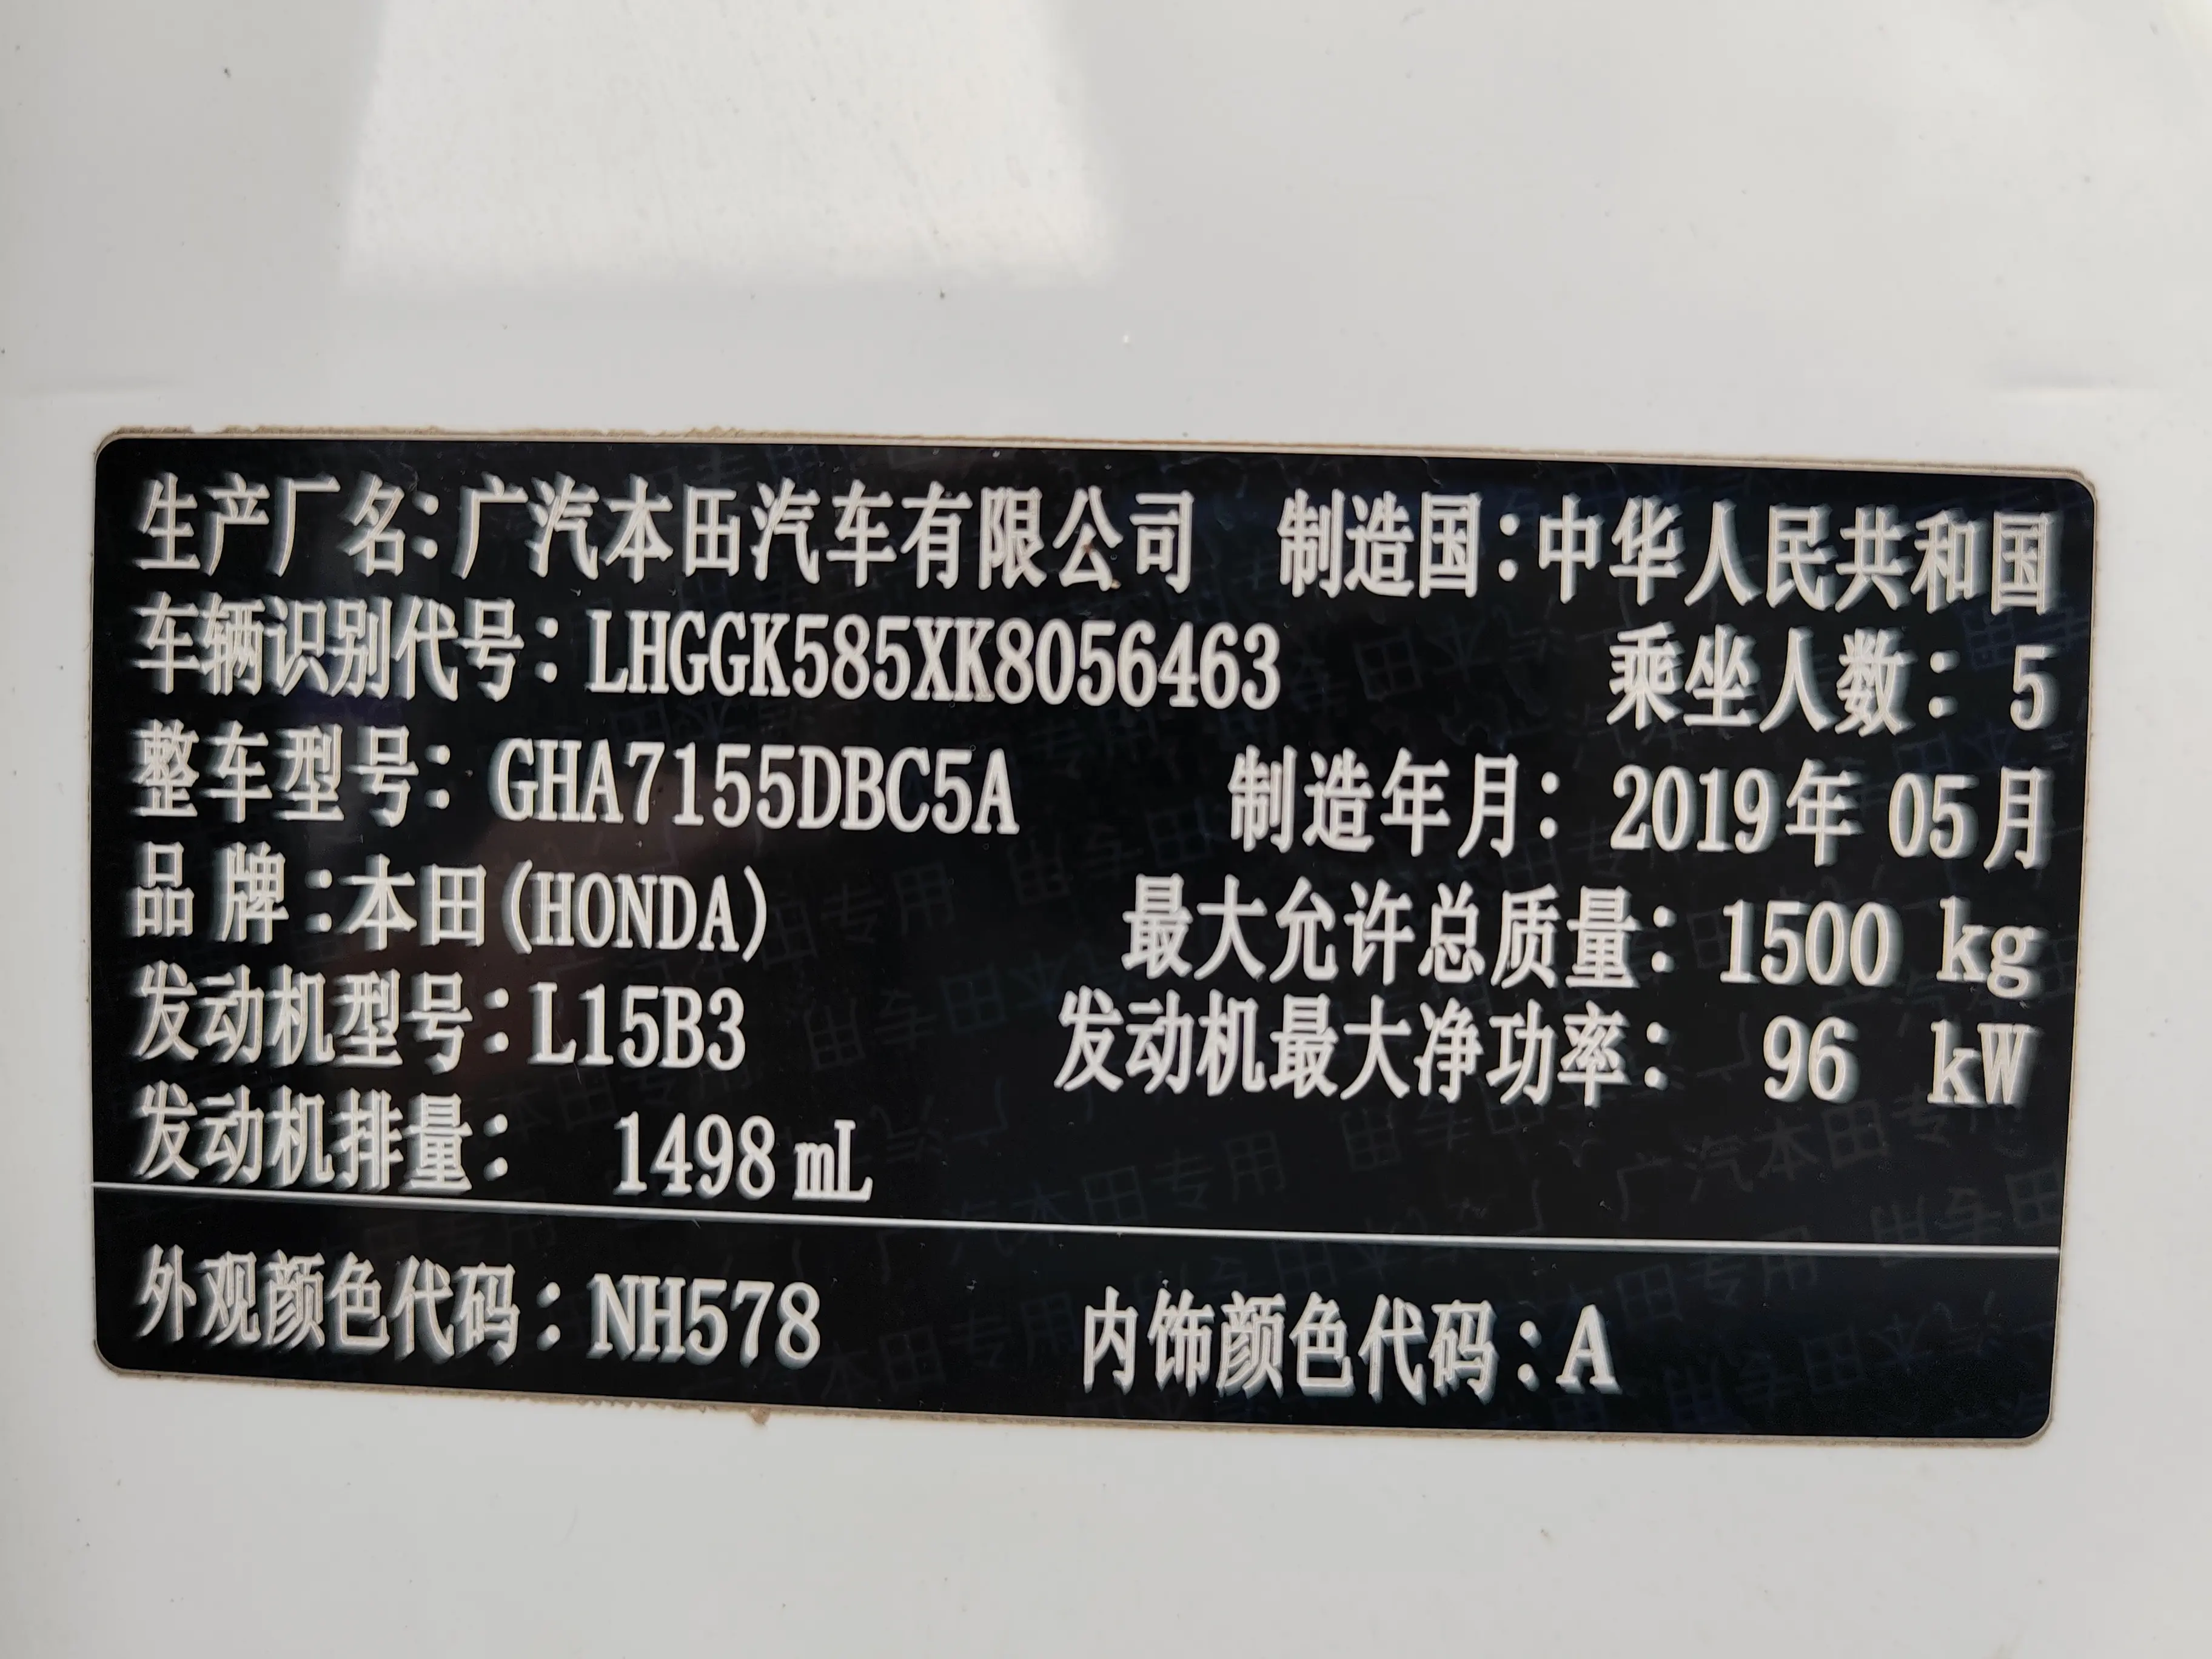 生产厂名：广汽本田汽车有限公司 制造国：中华人民共和国
车辆识别代号：LHGGK585XK8056463 乘坐人数：5
整车型号：GHA7155DBC5A 制造年月：2019年05月
品牌：本田(HONDA) 最大允许总质量：1500 kg
发动机型号：L15B3 发动机最大净功率：96 kW
发动机排量：1498 mL
外观颜色代码：NH578 内饰颜色代码：A